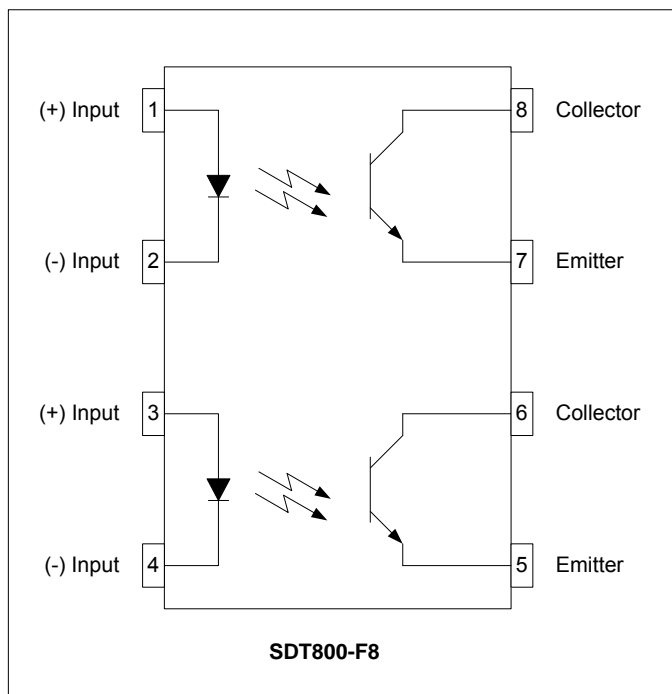 (+) Input 1 8 Collector
(-) Input 2 7 Emitter
(+) Input 3 6 Collector
(-) Input 4 5 Emitter
SDT800-F8